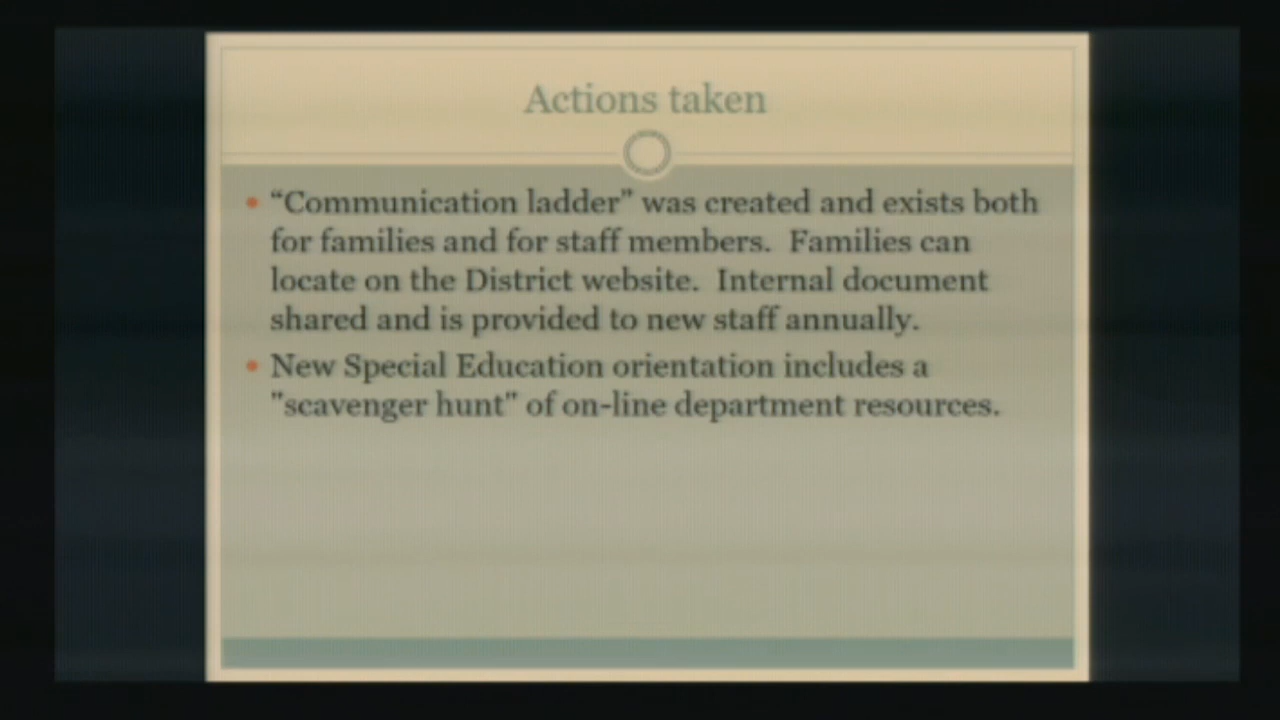 Actions taken
• “Communication ladder” was created and exists both
for families and for staff members.  Families can
locate on the District website.  Internal document
shared and is provided to new staff annually.
• New Special Education orientation includes a
"scavenger hunt" of on-line department resources.